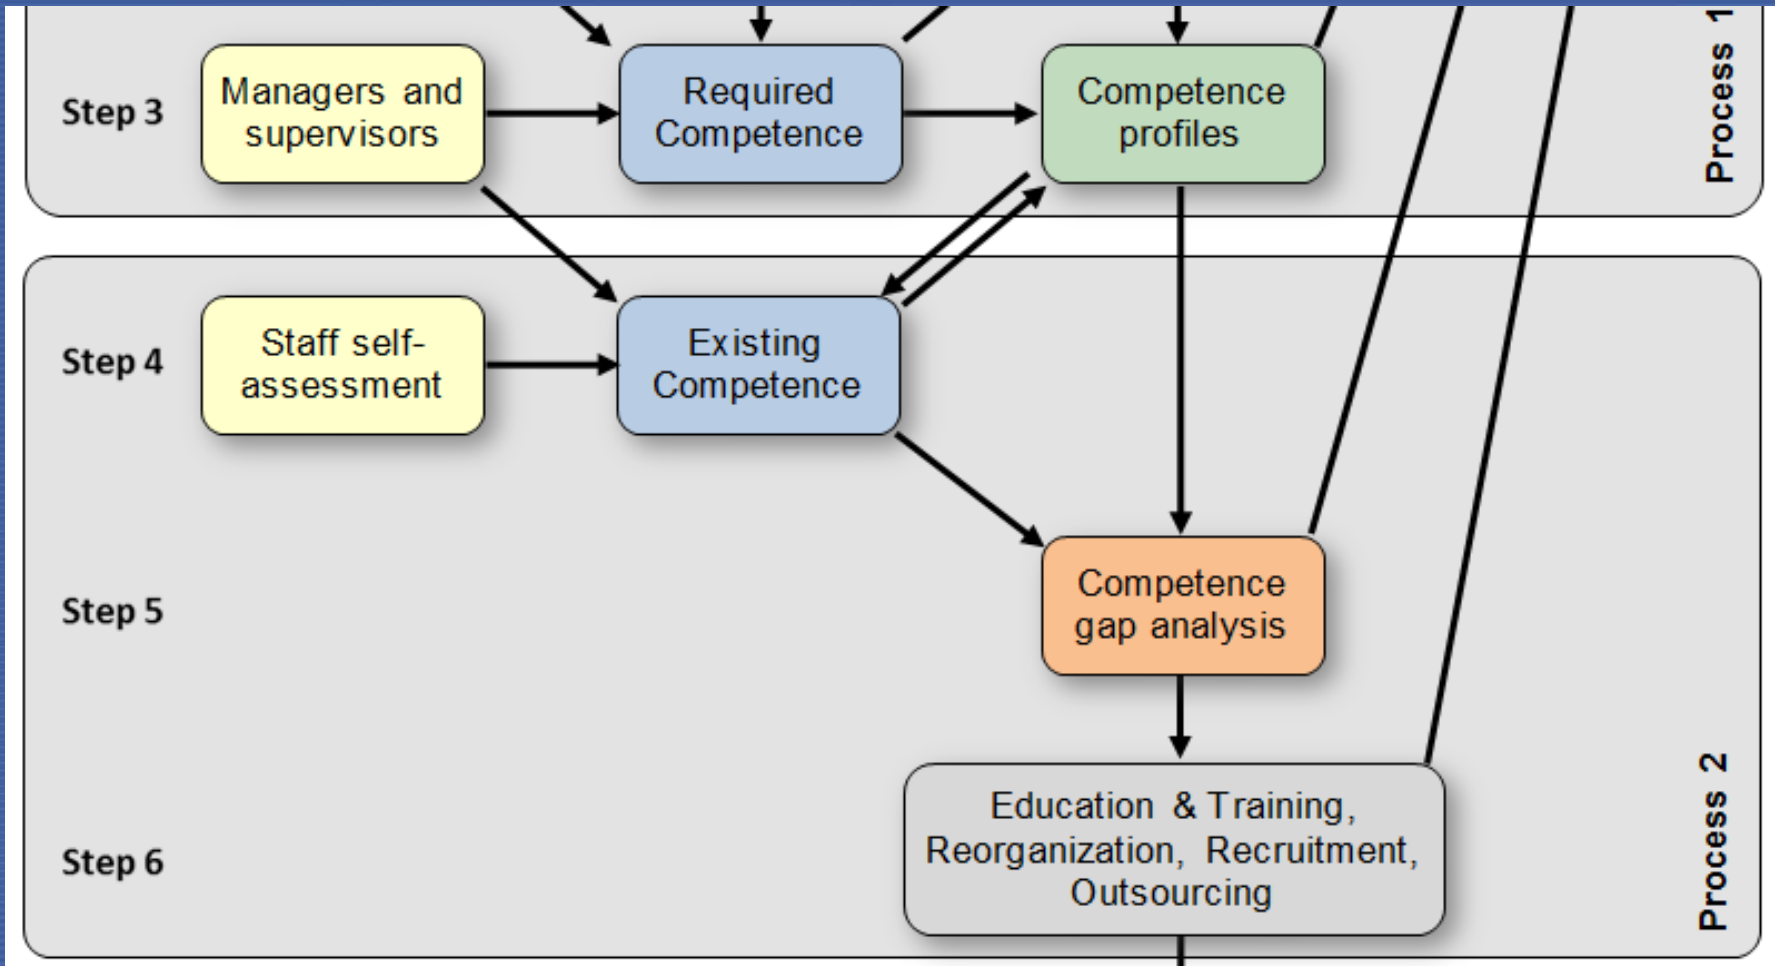 Step 3
Managers and
supervisors
Required
Competence
Competence
profiles
Process 1
Step 4
Staff self-
assessment
Existing
Competence
Step 5
Competence
gap analysis
Step 6
Education & Training,
Reorganization, Recruitment,
Outsourcing
Process 2